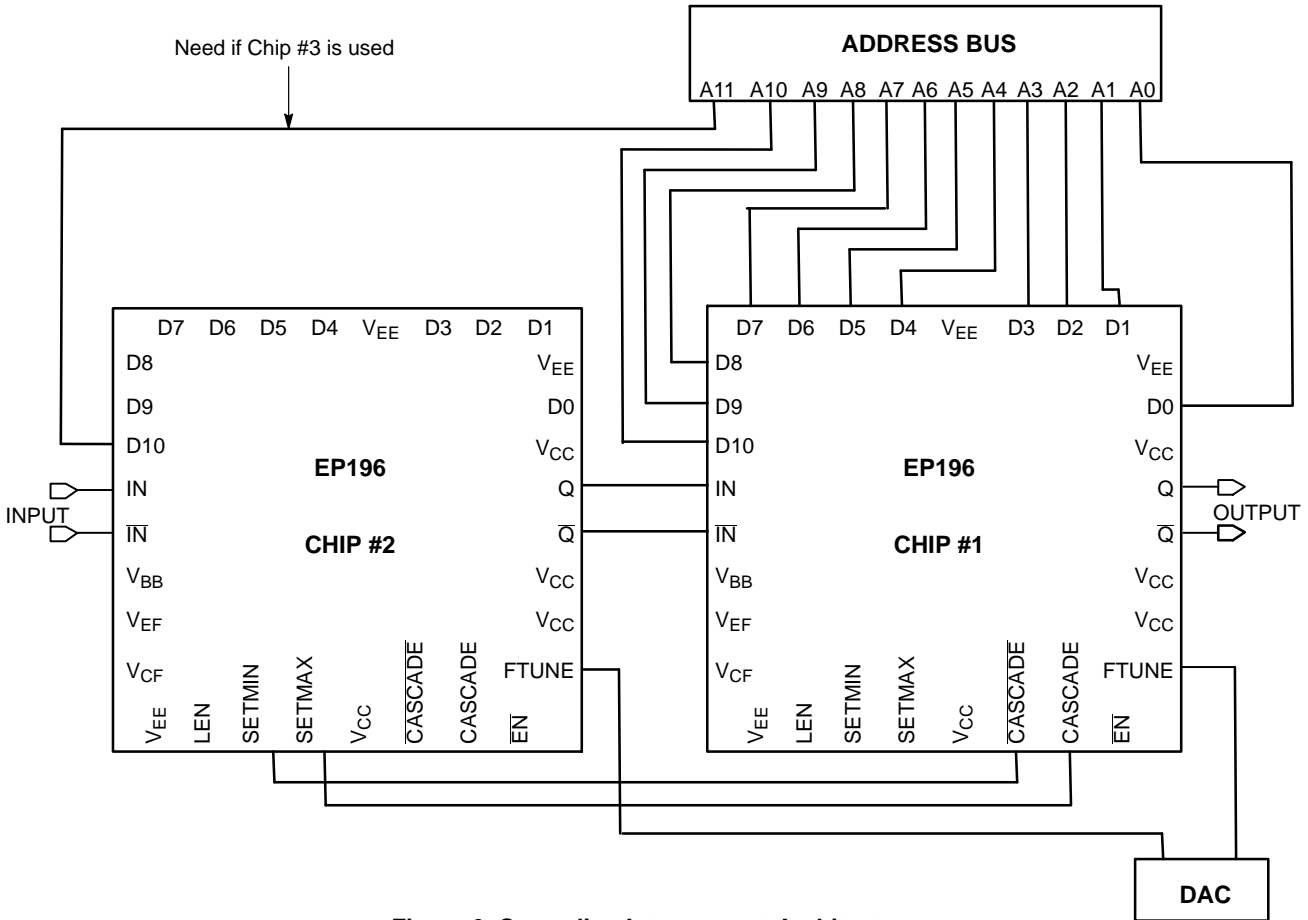 Need if Chip #3 is used
ADDRESS BUS
A11 A10 A9 A8 A7 A6 A5 A4 A3 A2 A1 A0
D7 D6 D5 D4 VEE D3 D2 D1
D8 VEE
D9 D0
D10 VCC
EP196
IN Q
IN Q
CHIP #2
VBB VCC
VEF VCC
VCF FTUNE
VEE LEN SETMIN SETMAX VCC CASCADE CASCADE EN
INPUT
D7 D6 D5 D4 VEE D3 D2 D1
D8 VEE
D9 D0
D10 VCC
EP196
IN Q
IN Q
CHIP #1
VBB VCC
VEF VCC
VCF FTUNE
VEE LEN SETMIN SETMAX VCC CASCADE CASCADE EN
OUTPUT
DAC